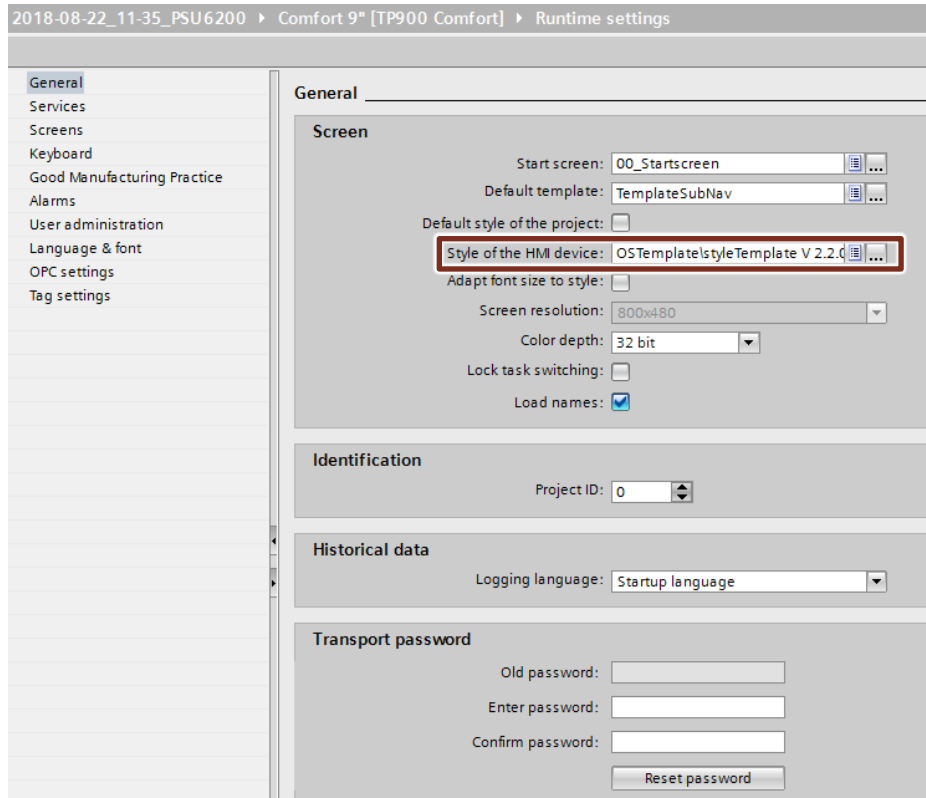 2018-08-22_11-35_PSU6200 ▸ Comfort 9" [TP900 Comfort] ▸ Runtime settings
General
Services
Screens
Keyboard
Good Manufacturing Practice
Alarms
User administration
Language & font
OPC settings
Tag settings
General
Screen
Start screen: 00_Startscreen ...
Default template: TemplateSubNav ...
Default style of the project:
Style of the HMI device: OSTemplate\styleTemplate V 2.2.0 ...
Adapt font size to style:
Screen resolution: 800x480
Color depth: 32 bit
Lock task switching:
Load names:
Identification
Project ID: 0
Historical data
Logging language: Startup language
Transport password
Old password:
Enter password:
Confirm password:
Reset password